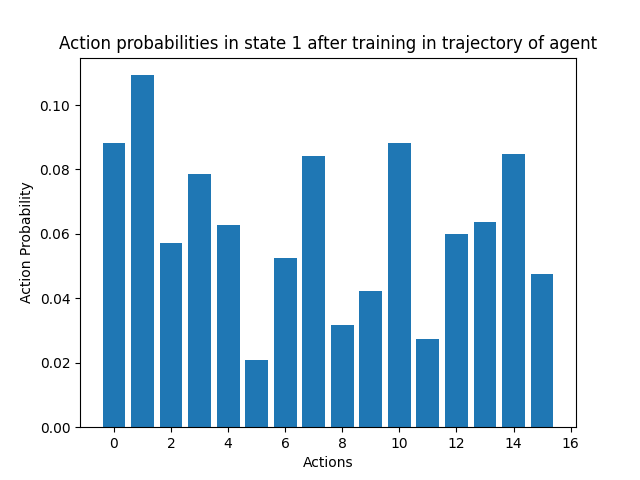 Action probabilities in state 1 after training in trajectory of agent
0.10
0.08
0.06
0.04
0.02
0.00
Action Probability
0 2 4 6 8 10 12 14 16
Actions